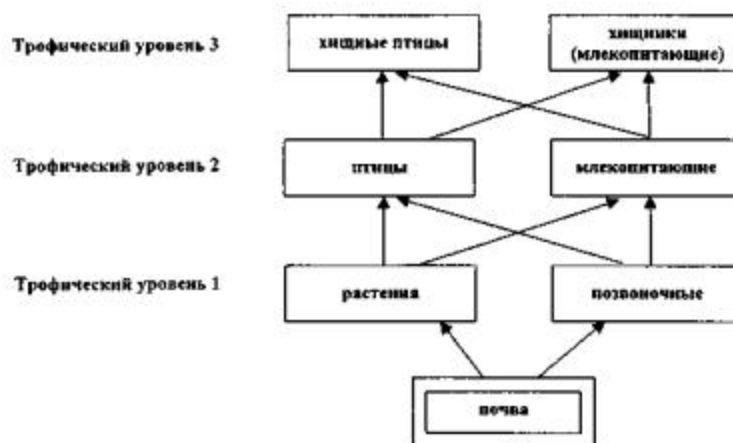 Трофический уровень 3
хищные птицы
хищники
(млекопитающие)
Трофический уровень 2
птицы
млекопитающие
Трофический уровень 1
растения
позвоночные
почва